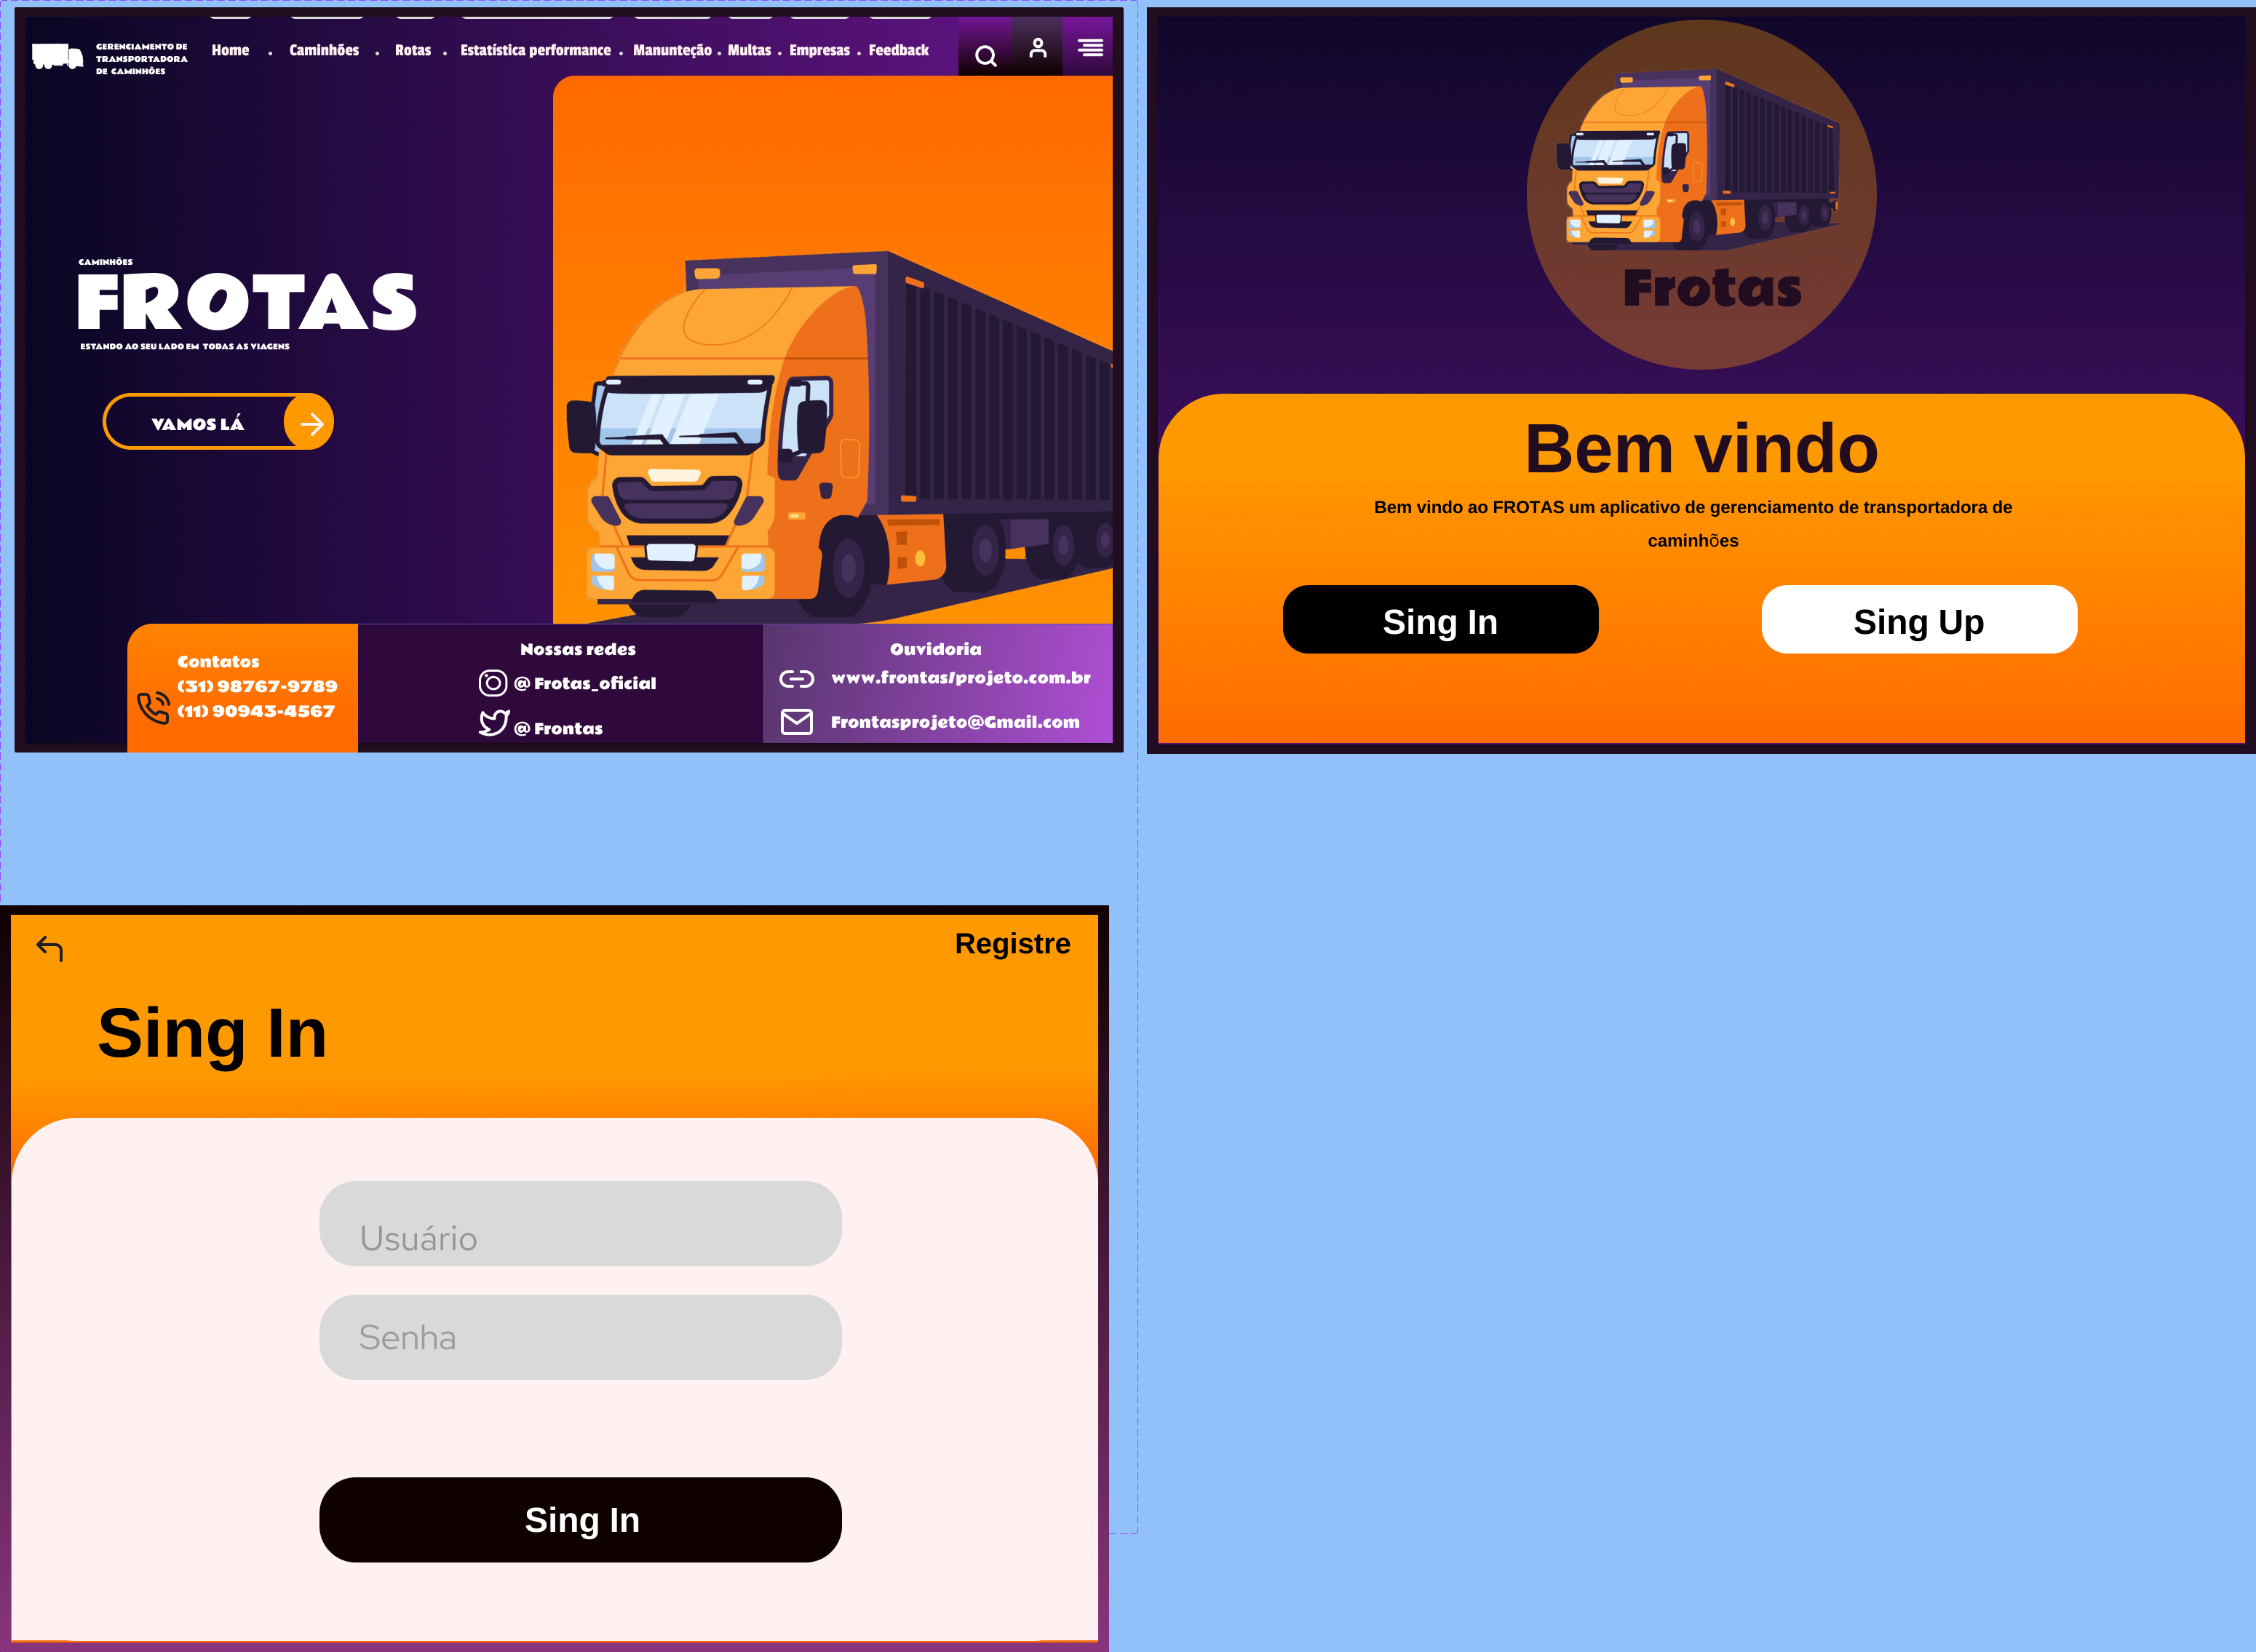 GERENCIAMENTO DE
TRANSPORTADORA
DE CAMINHÕES
Home . Caminhões . Rotas . Estatística performance . Manunteção . Multas . Empresas . Feedback
CAMINHÕES
FROTAS
ESTANDO AO SEU LADO EM TODAS AS VIAGENS
VAMOS LÁ
Contatos
(31) 98767-9789
(11) 90943-4567
Nossas redes
@ Frotas_oficial
@ Frontas
Ouvidoria
www.frontas/projeto.com.br
Frontasprojeto@Gmail.com
Frotas
Bem vindo
Bem vindo ao FROTAS um aplicativo de gerenciamento de transportadora de
caminhões
Sing In
Sing Up
Registre
Sing In
Usuário
Senha
Sing In